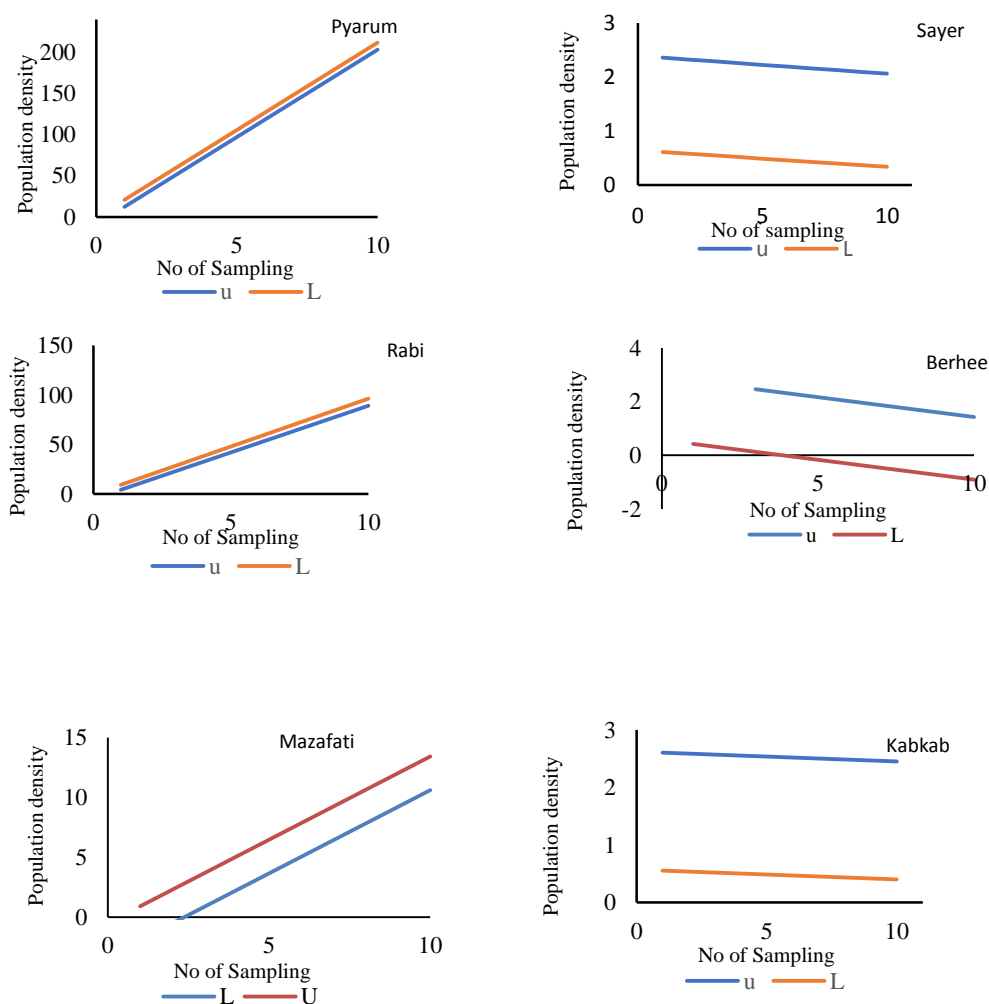 Pyarum
Population density
200
150
100
50
0
0 5 10
No of Sampling
u L
Sayer
Population density
3
2
1
0
0 5 10
No of sampling
u L
Rabi
Population density
150
100
50
0
0 5 10
No of Sampling
u L
Berhee
Population density
4
2
0
-2
0 5 10
No of Sampling
u L
Mazafati
Population density
15
10
5
0
0 5 10
No of Sampling
L U
Kabkab
Population density
3
2
1
0
0 5 10
No of Sampling
u L